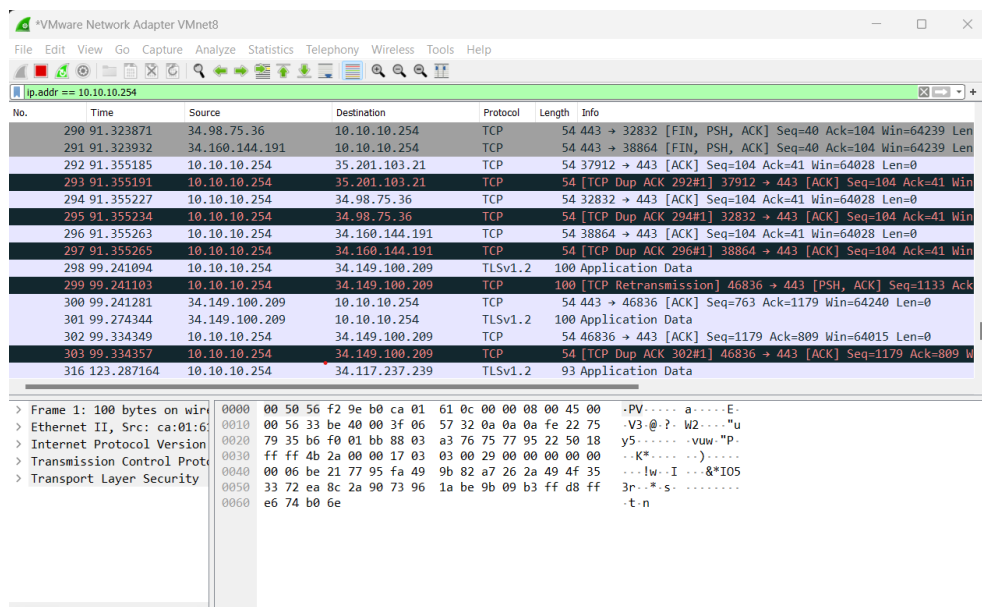 *VMware Network Adapter VMnet8
File Edit View Go Capture Analyze Statistics Telephony Wireless Tools Help
ip.addr == 10.10.10.254
No. Time Source Destination Protocol Length Info
290 91.323871 34.98.75.36 10.10.10.254 TCP 54 443 → 32832 [FIN, PSH, ACK] Seq=40 Ack=104 Win=64239 Len
291 91.323932 34.160.144.191 10.10.10.254 TCP 54 443 → 38864 [FIN, PSH, ACK] Seq=40 Ack=104 Win=64239 Len
292 91.355185 10.10.10.254 35.201.103.21 TCP 54 37912 → 443 [ACK] Seq=104 Ack=41 Win=64028 Len=0
293 91.355191 10.10.10.254 35.201.103.21 TCP 54 [TCP Dup ACK 292#1] 37912 → 443 [ACK] Seq=104 Ack=41 Win
294 91.355227 10.10.10.254 34.98.75.36 TCP 54 32832 → 443 [ACK] Seq=104 Ack=41 Win=64028 Len=0
295 91.355234 10.10.10.254 34.98.75.36 TCP 54 [TCP Dup ACK 294#1] 32832 → 443 [ACK] Seq=104 Ack=41 Win
296 91.355263 10.10.10.254 34.160.144.191 TCP 54 38864 → 443 [ACK] Seq=104 Ack=41 Win=64028 Len=0
297 91.355265 10.10.10.254 34.160.144.191 TCP 54 [TCP Dup ACK 296#1] 38864 → 443 [ACK] Seq=104 Ack=41 Win
298 99.241094 10.10.10.254 34.149.100.209 TLSv1.2 100 Application Data
299 99.241103 10.10.10.254 34.149.100.209 TCP 100 [TCP Retransmission] 46836 → 443 [PSH, ACK] Seq=1133 Ack
300 99.241281 34.149.100.209 10.10.10.254 TCP 54 443 → 46836 [ACK] Seq=763 Ack=1179 Win=64240 Len=0
301 99.274344 34.149.100.209 10.10.10.254 TLSv1.2 100 Application Data
302 99.334349 10.10.10.254 34.149.100.209 TCP 54 46836 → 443 [ACK] Seq=1179 Ack=809 Win=64015 Len=0
303 99.334357 10.10.10.254 34.149.100.209 TCP 54 [TCP Dup ACK 302#1] 46836 → 443 [ACK] Seq=1179 Ack=809 W
316 123.287164 10.10.10.254 34.117.237.239 TLSv1.2 93 Application Data
> Frame 1: 100 bytes on wire
> Ethernet II, Src: ca:01:61
> Internet Protocol Version
> Transmission Control Proto
> Transport Layer Security
0000 00 50 56 f2 9e b0 ca 01 61 0c 00 00 08 00 45 00 ·PV····· a·····E·
0010 00 56 33 be 40 00 3f 06 57 32 0a 0a 0a fe 22 75 ·V3·@·?· W2····"u
0020 79 35 b6 f0 01 bb 88 03 a3 76 75 77 95 22 50 18 y5······ ·vuw·"P·
0030 ff ff 4b 2a 00 00 17 03 03 00 29 00 00 00 00 00 ··K*···· ··)·····
0040 00 06 be 21 77 95 fa 49 9b 82 a7 26 2a 49 4f 35 ···!w··I ···&*IO5
0050 33 72 ea 8c 2a 90 73 96 1a be 9b 09 b3 ff d8 ff 3r··*·s· ········
0060 e6 74 b0 6e ·t·n